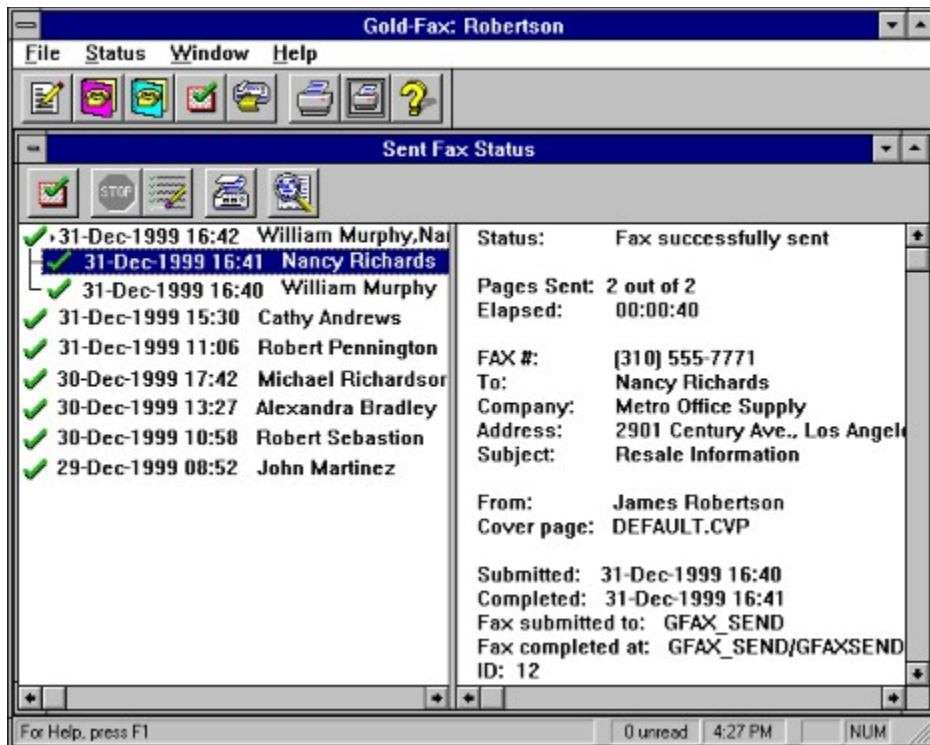 Gold-Fax: Robertson
File Status Window Help
Sent Fax Status
STOP
31-Dec-1999 16:42 William Murphy,Nai
31-Dec-1999 16:41 Nancy Richards
31-Dec-1999 16:40 William Murphy
31-Dec-1999 15:30 Cathy Andrews
31-Dec-1999 11:06 Robert Pennington
30-Dec-1999 17:42 Michael Richardsor
30-Dec-1999 13:27 Alexandra Bradley
30-Dec-1999 10:58 Robert Sebastion
29-Dec-1999 08:52 John Martinez
Status: Fax successfully sent
Pages Sent: 2 out of 2
Elapsed: 00:00:40
FAX #: (310) 555-7771
To: Nancy Richards
Company: Metro Office Supply
Address: 2901 Century Ave., Los Angel
Subject: Resale Information
From: James Robertson
Cover page: DEFAULT.CVP
Submitted: 31-Dec-1999 16:40
Completed: 31-Dec-1999 16:41
Fax submitted to: GFAX_SEND
Fax completed at: GFAX_SEND/GFAXSEND
ID: 12
For Help, press F1
0 unread 4:27 PM NUM